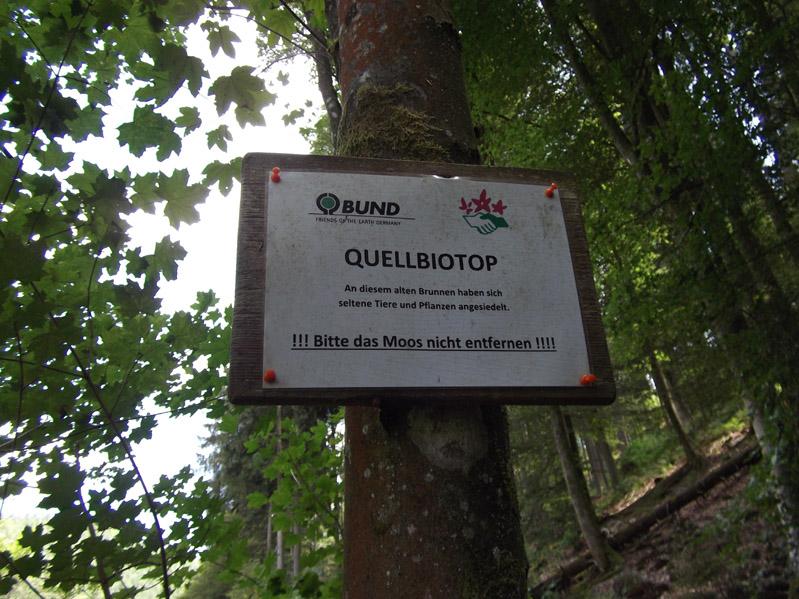 BUND
FRIENDS OF THE EARTH GERMANY
QUELLBIOTOP
An diesem alten Brunnen haben sich
seltene Tiere und Pflanzen angesiedelt.
!!! Bitte das Moos nicht entfernen !!!!